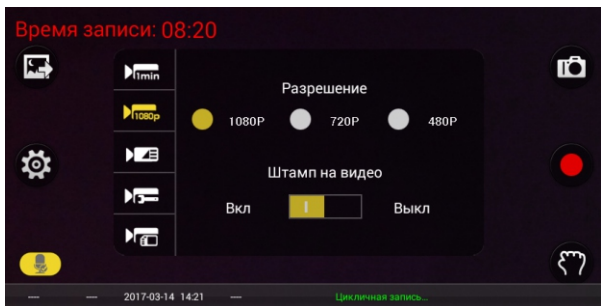 Время записи: 08:20
1min
1080p
Разрешение
1080P 720P 480P
Штамп на видео
Вкл Выкл
---- ---- 2017-03-14 14:21 ---- Цикличная запись...